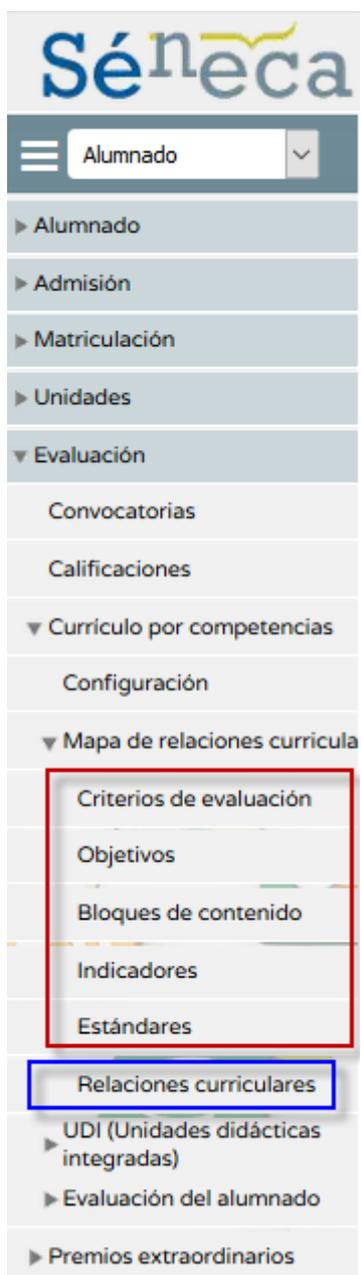 Séneca
Alumnado
Alumnado
Admisión
Matriculación
Unidades
Evaluación
Convocatorias
Calificaciones
Currículo por competencias
Configuración
Mapa de relaciones curricula
Criterios de evaluación
Objetivos
Bloques de contenido
Indicadores
Estándares
Relaciones curriculares
UDI (Unidades didácticas
integradas)
Evaluación del alumnado
Premios extraordinarios